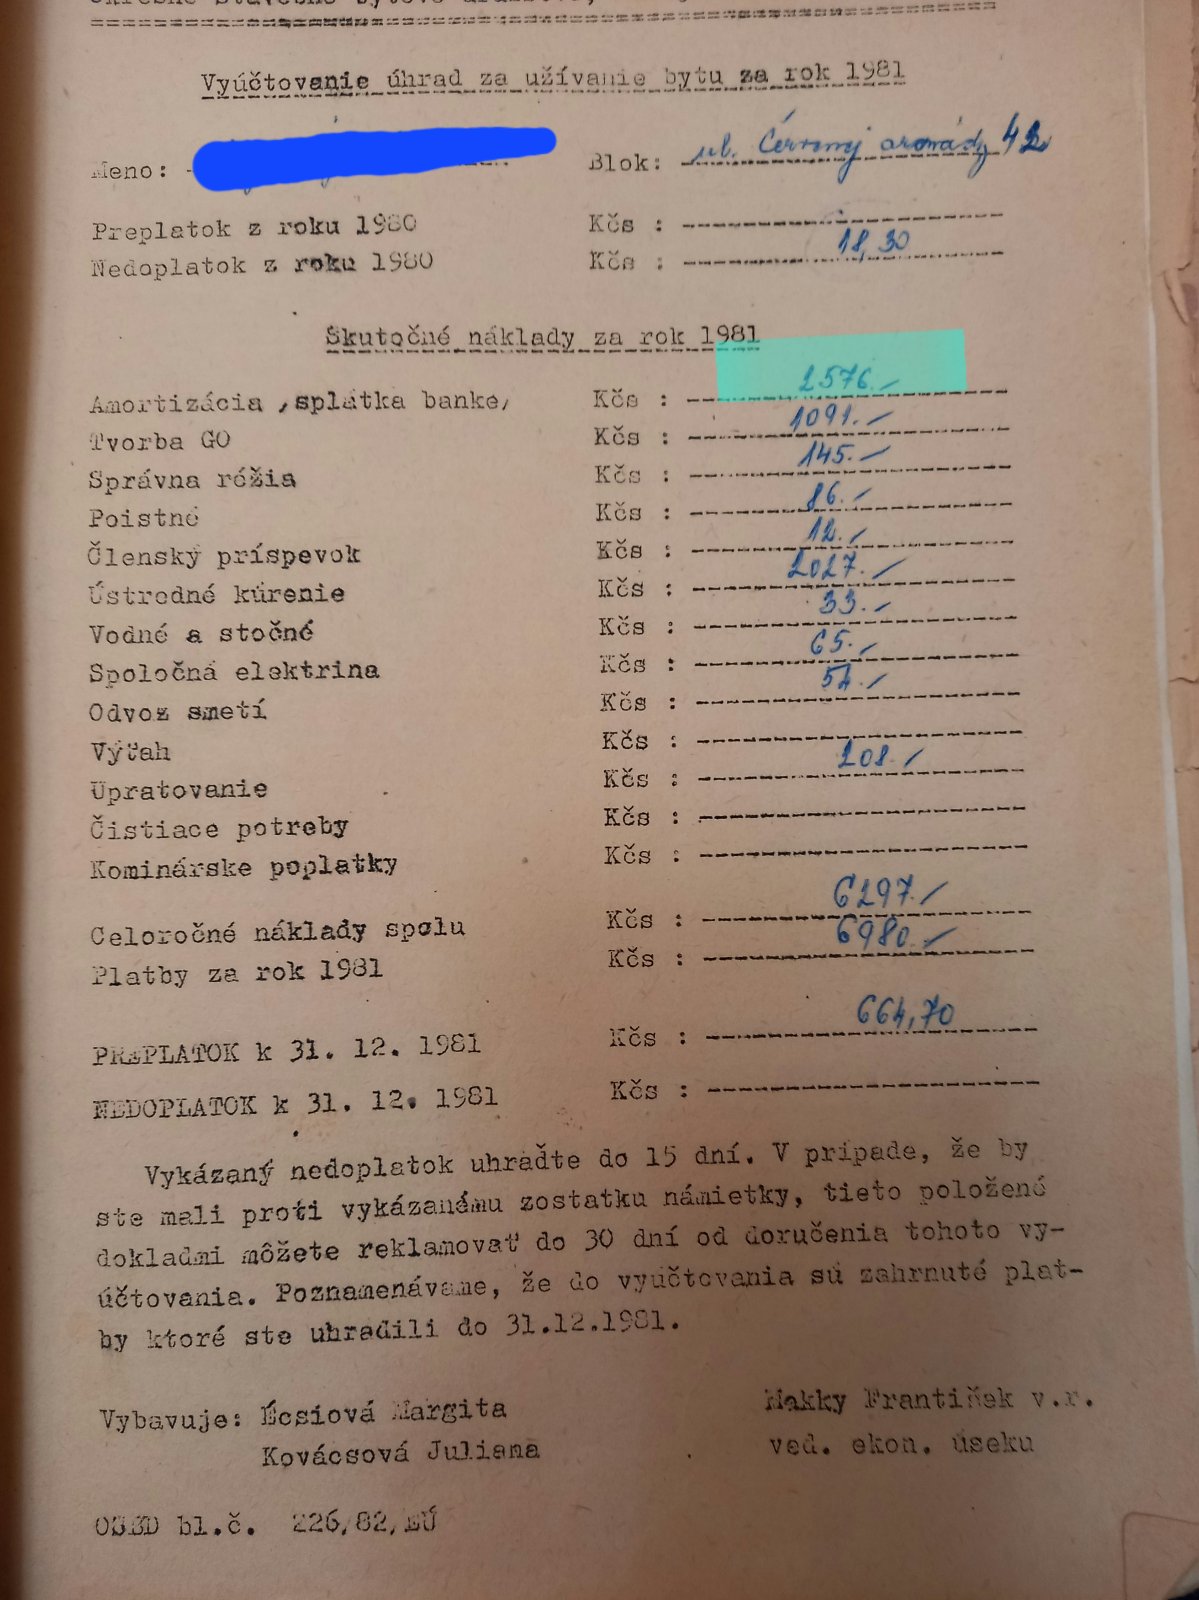 Vyúčtovanie úhrad za užívanie bytu za rok 1981
Meno: Blok: ul. Červenej armády 42
Preplatok z roku 1980 Kčs :
Nedoplatok z roku 1980 Kčs : 18,30
Skutočné náklady za rok 1981
Amortizácia ,splátka banke, Kčs : 2576.-
Tvorba GO Kčs : 1091.-
Správna réžia Kčs : 145.-
Poistné Kčs : 86.-
Členský príspevok Kčs : 12.-
Ústredné kúrenie Kčs : 2027.-
Vodné a stočné Kčs : 33.-
Spoločná elektrina Kčs : 65.-
Odvoz smetí Kčs : 54.-
Výťah Kčs :
Upratovanie Kčs : 208.-
Čistiace potreby Kčs :
Kominárske poplatky Kčs :
Celoročné náklady spolu Kčs : 6297.-
Platby za rok 1981 Kčs : 6980.-
PREPLATOK k 31. 12. 1981 Kčs : 664,70
NEDOPLATOK k 31. 12. 1981 Kčs :
Vykázaný nedoplatok uhraďte do 15 dní. V prípade, že by
ste mali proti vykázanému zostatku námietky, tieto položené
dokladmi môžete reklamovať do 30 dní od doručenia tohoto vy-
účtovania. Poznamenávame, že do vyúčtovania sú zahrnuté plat-
by ktoré ste uhradili do 31.12.1981.
Vybavuje: Écsiová Margita Makky František v.r.
Kovácsová Juliana ved. ekon. úseku
OSBD bl.č. 226/82/EÚ